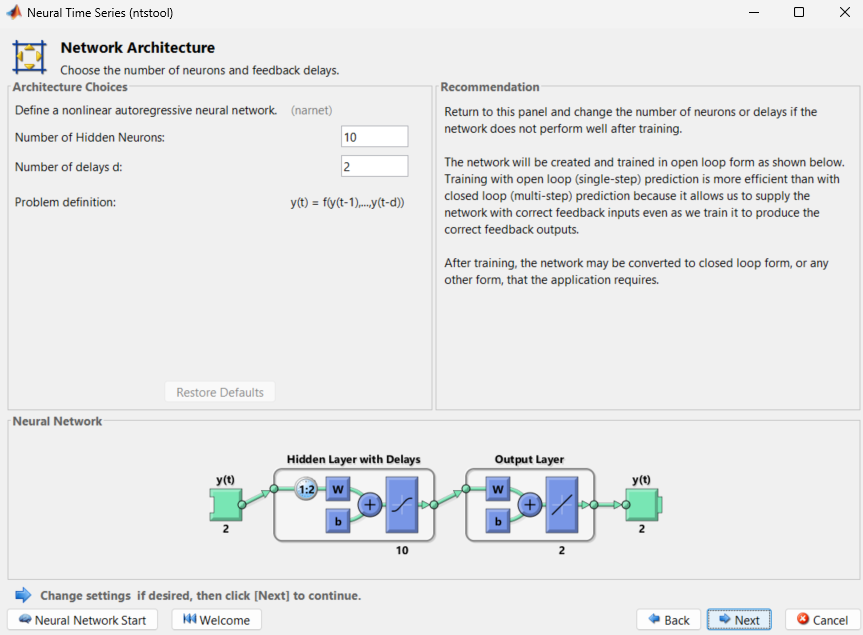 Neural Time Series (ntstool)
Network Architecture
Choose the number of neurons and feedback delays.
Architecture Choices
Define a nonlinear autoregressive neural network. (narnet)
Number of Hidden Neurons: 10
Number of delays d: 2
Problem definition: y(t) = f(y(t-1),...,y(t-d))
Restore Defaults
Recommendation
Return to this panel and change the number of neurons or delays if the
network does not perform well after training.
The network will be created and trained in open loop form as shown below.
Training with open loop (single-step) prediction is more efficient than with
closed loop (multi-step) prediction because it allows us to supply the
network with correct feedback inputs even as we train it to produce the
correct feedback outputs.
After training, the network may be converted to closed loop form, or any
other form, that the application requires.
Neural Network
Hidden Layer with Delays Output Layer
y(t) y(t)
1:2 W W
b + b +
2 2
10 2
Change settings if desired, then click [Next] to continue.
Neural Network Start Welcome Back Next Cancel